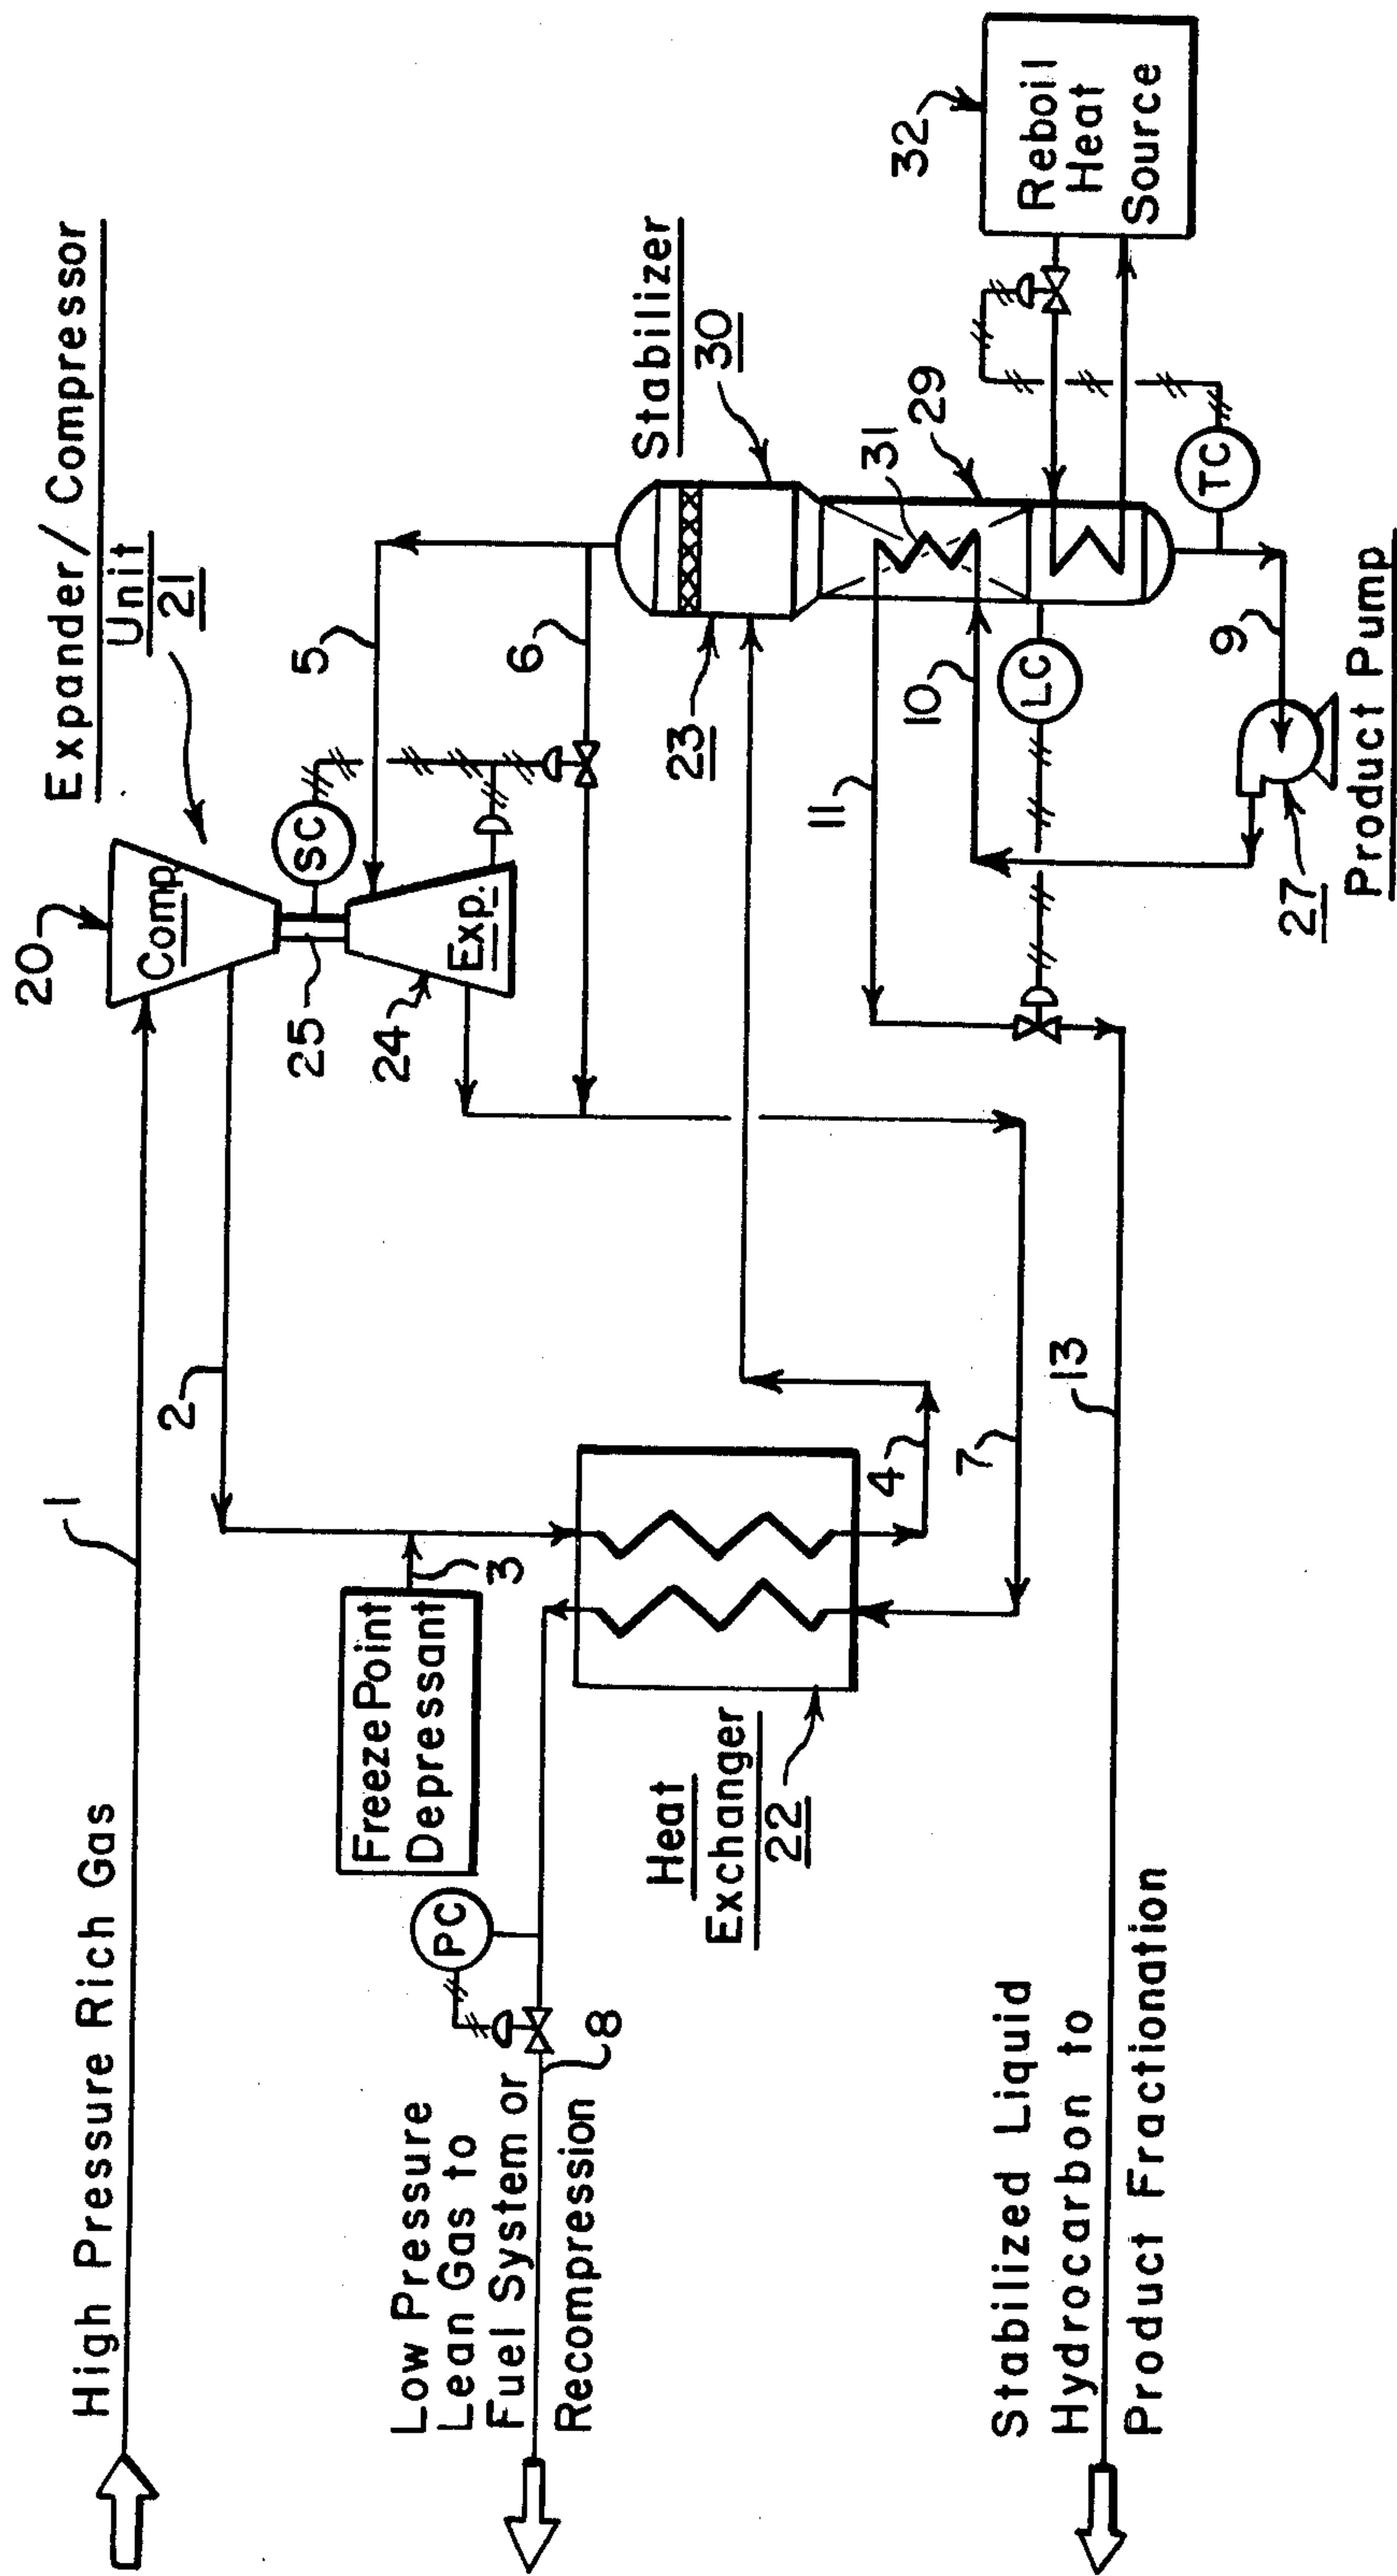 High Pressure Rich Gas
1
2
20
Comp
25
SC
Expander/Compressor
Unit
21
24
Exp.
5
6
Stabilizer
30
23
Low Pressure
Lean Gas to
Fuel System or
Recompression
8
PC
Freeze Point
Depressant
3
Heat
Exchanger
22
4
7
11
10
31
29
32
Reboil
Heat
Source
LC
TC
9
27
Product Pump
13
Stabilized Liquid
Hydrocarbon to
Product Fractionation